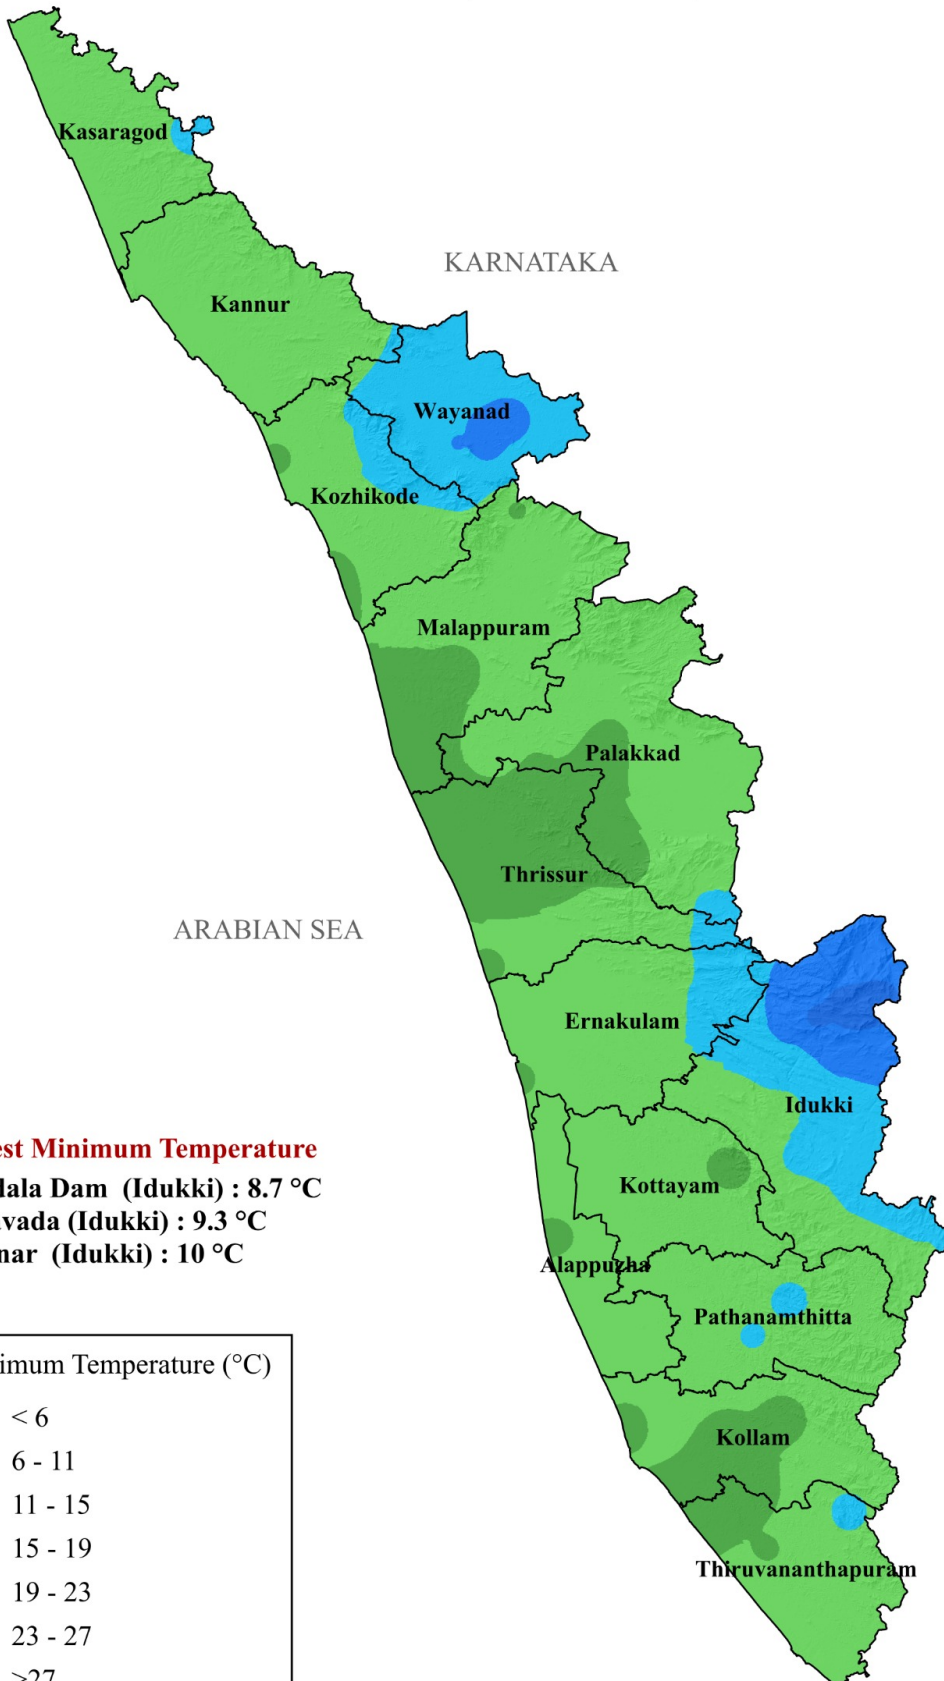 Kasaragod
KARNATAKA
Kannur
Wayanad
Kozhikode
Malappuram
Palakkad
Thrissur
ARABIAN SEA
Ernakulam
Idukki
est Minimum Temperature
dala Dam (Idukki) : 8.7 °C
avada (Idukki) : 9.3 °C
nar (Idukki) : 10 °C
Kottayam
Alappuzha
Pathanamthitta
imum Temperature (°C)
< 6
6 - 11
11 - 15
15 - 19
19 - 23
23 - 27
>27
Kollam
Thiruvananthapuram